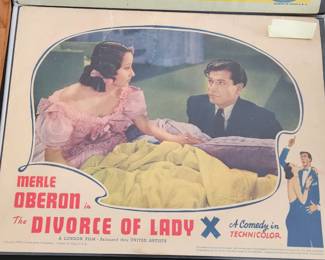 MERLE
OBERON in
The DIVORCE OF LADY X
A Comedy in
TECHNICOLOR
A LONDON FILM - Released thru UNITED ARTISTS